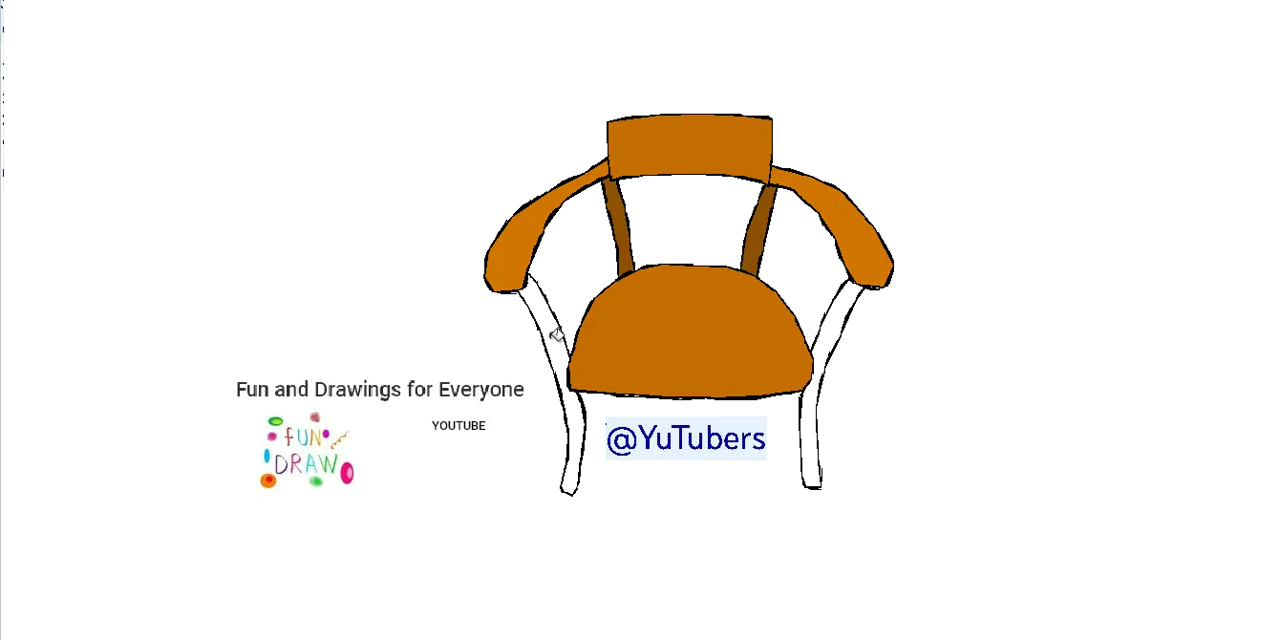 Fun and Drawings for Everyone
YOUTUBE
FUN
DRAW
@YuTubers